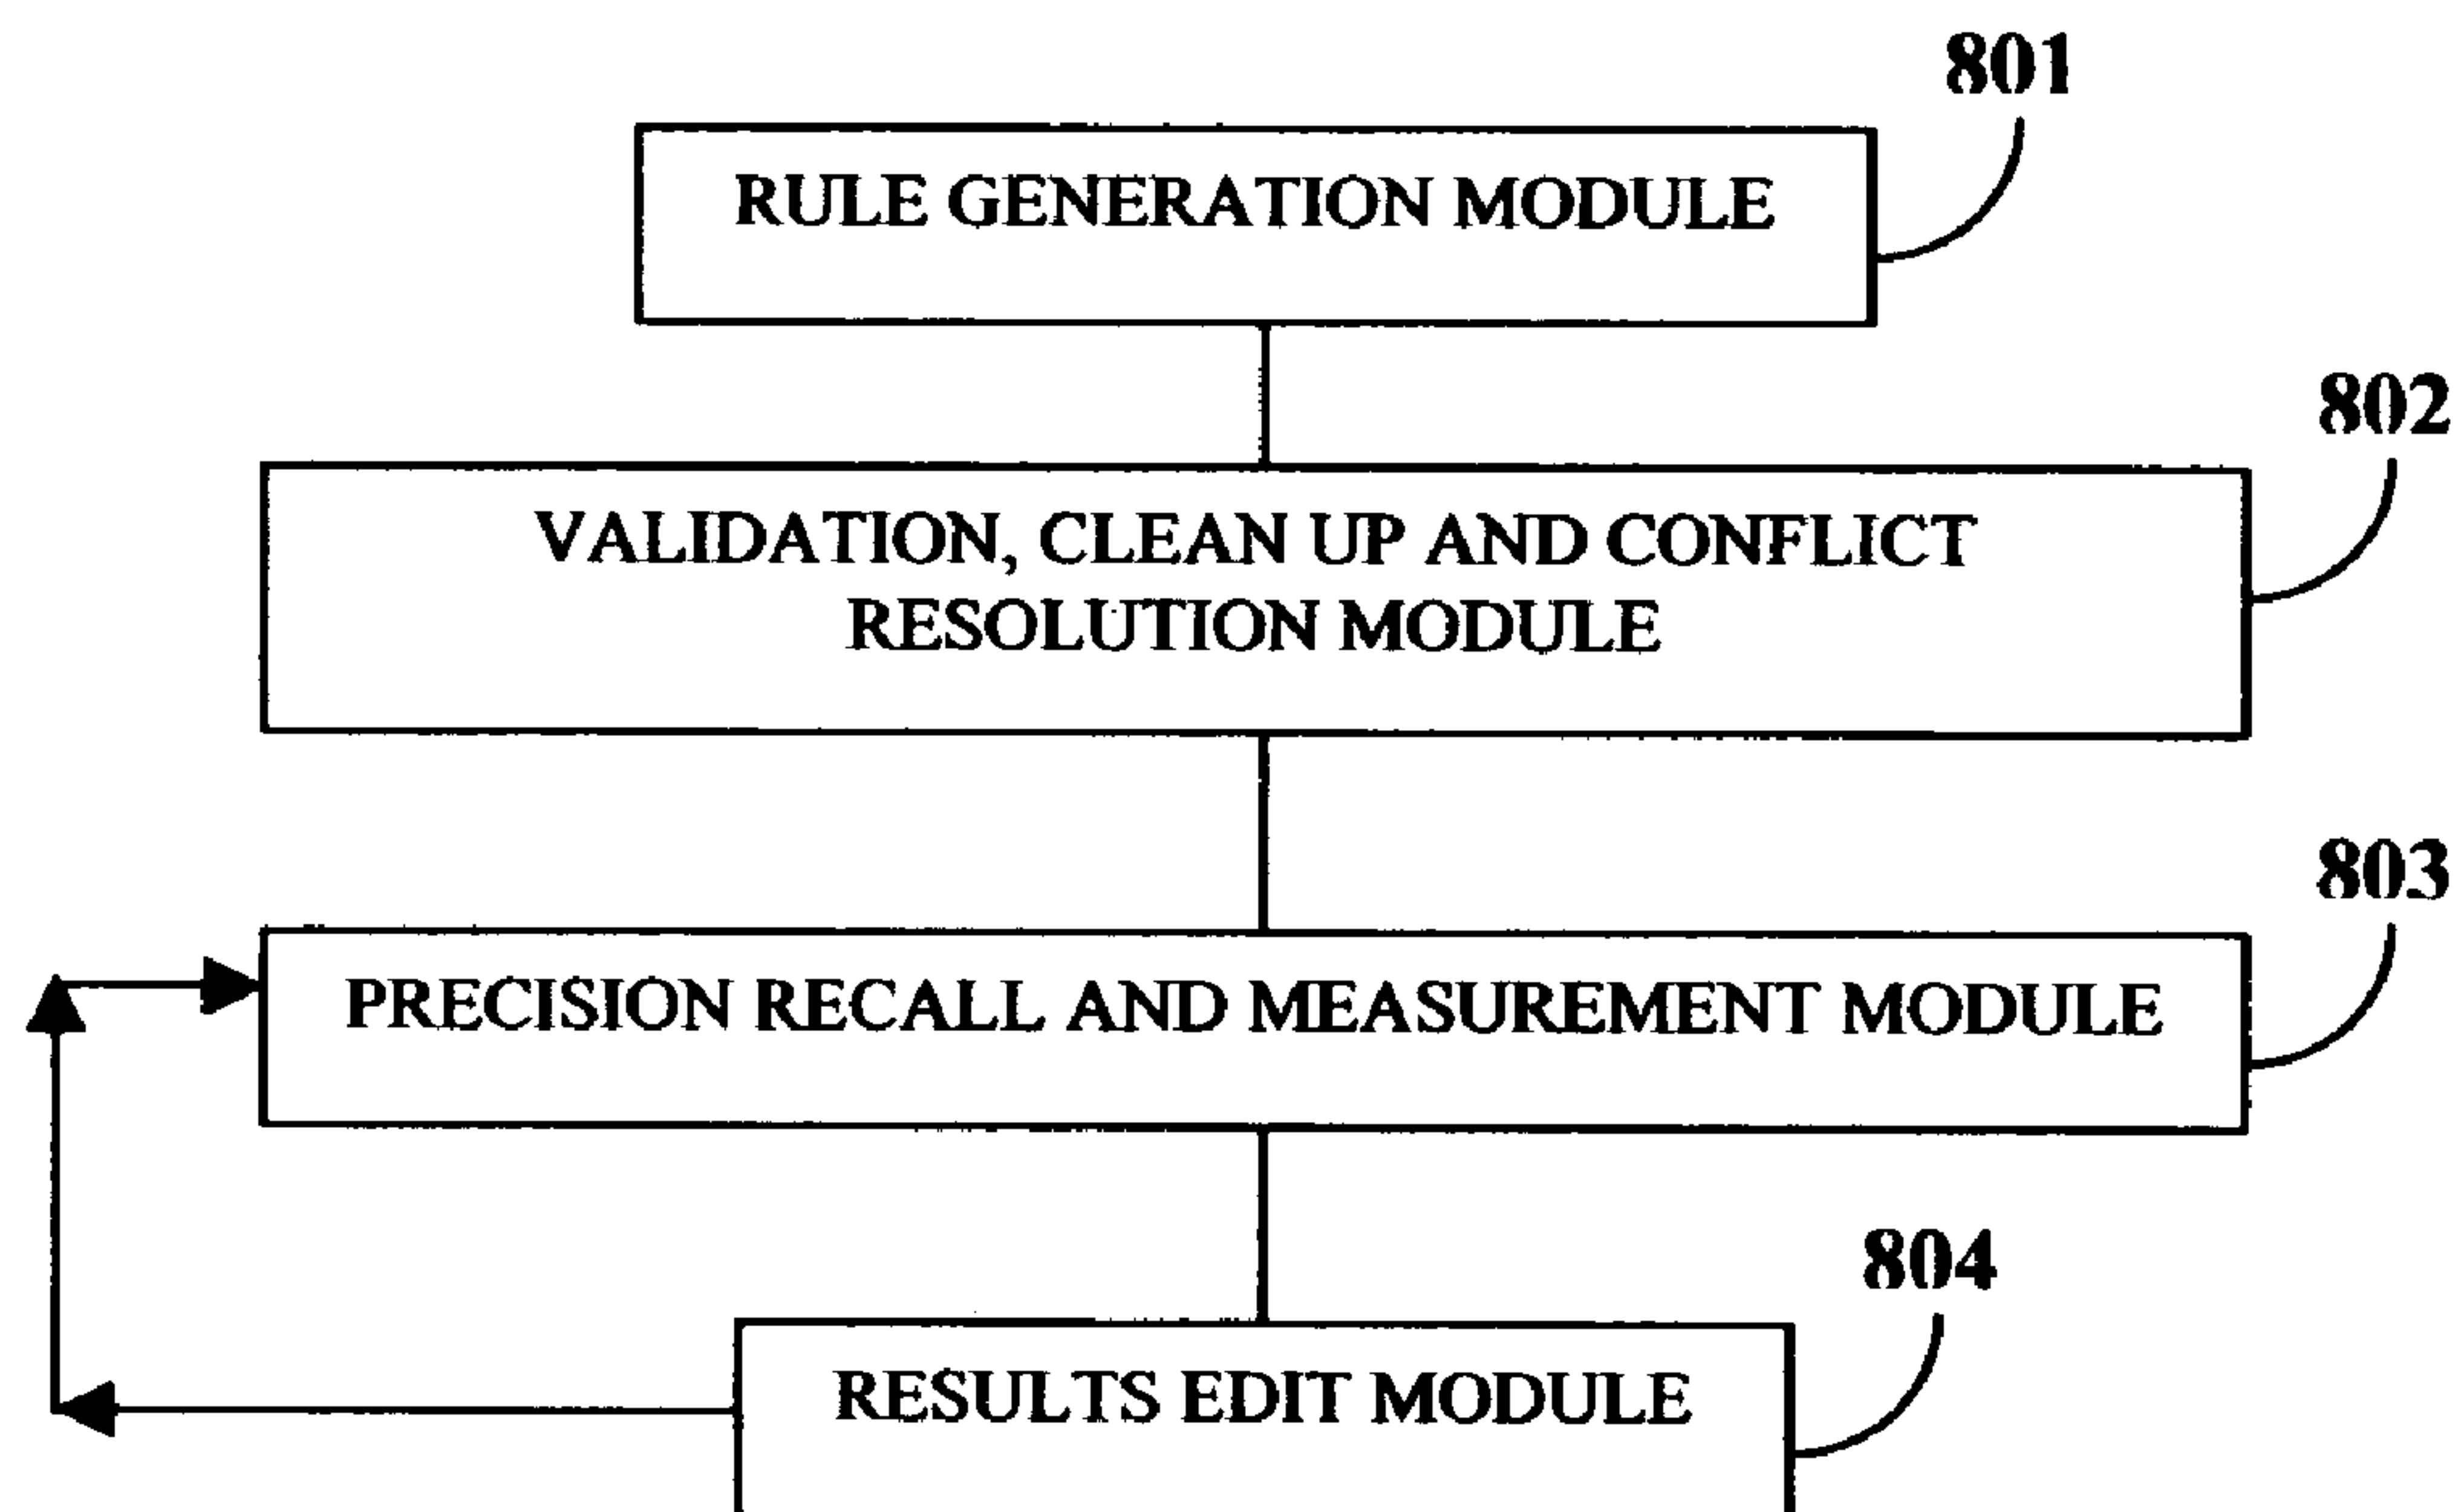 801
RULE GENERATION MODULE
802
VALIDATION, CLEAN UP AND CONFLICT
RESOLUTION MODULE
803
PRECISION RECALL AND MEASUREMENT MODULE
804
RESULTS EDIT MODULE